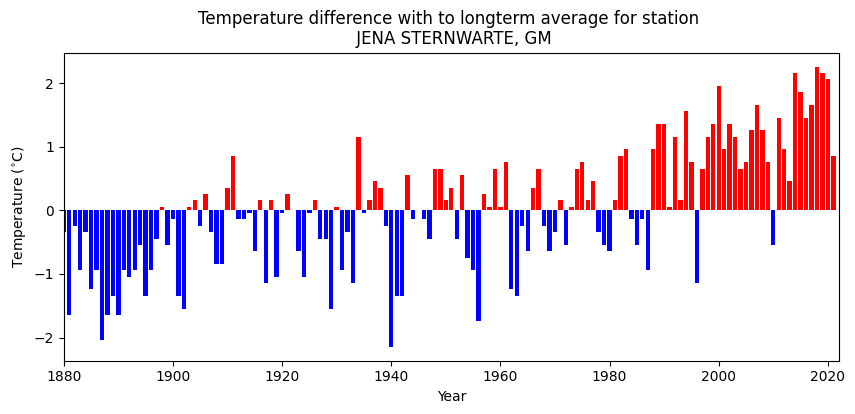 Temperature difference with to longterm average for station
JENA STERNWARTE, GM
Temperature (°C)
2
1
0
−1
−2
1880 1900 1920 1940 1960 1980 2000 2020
Year